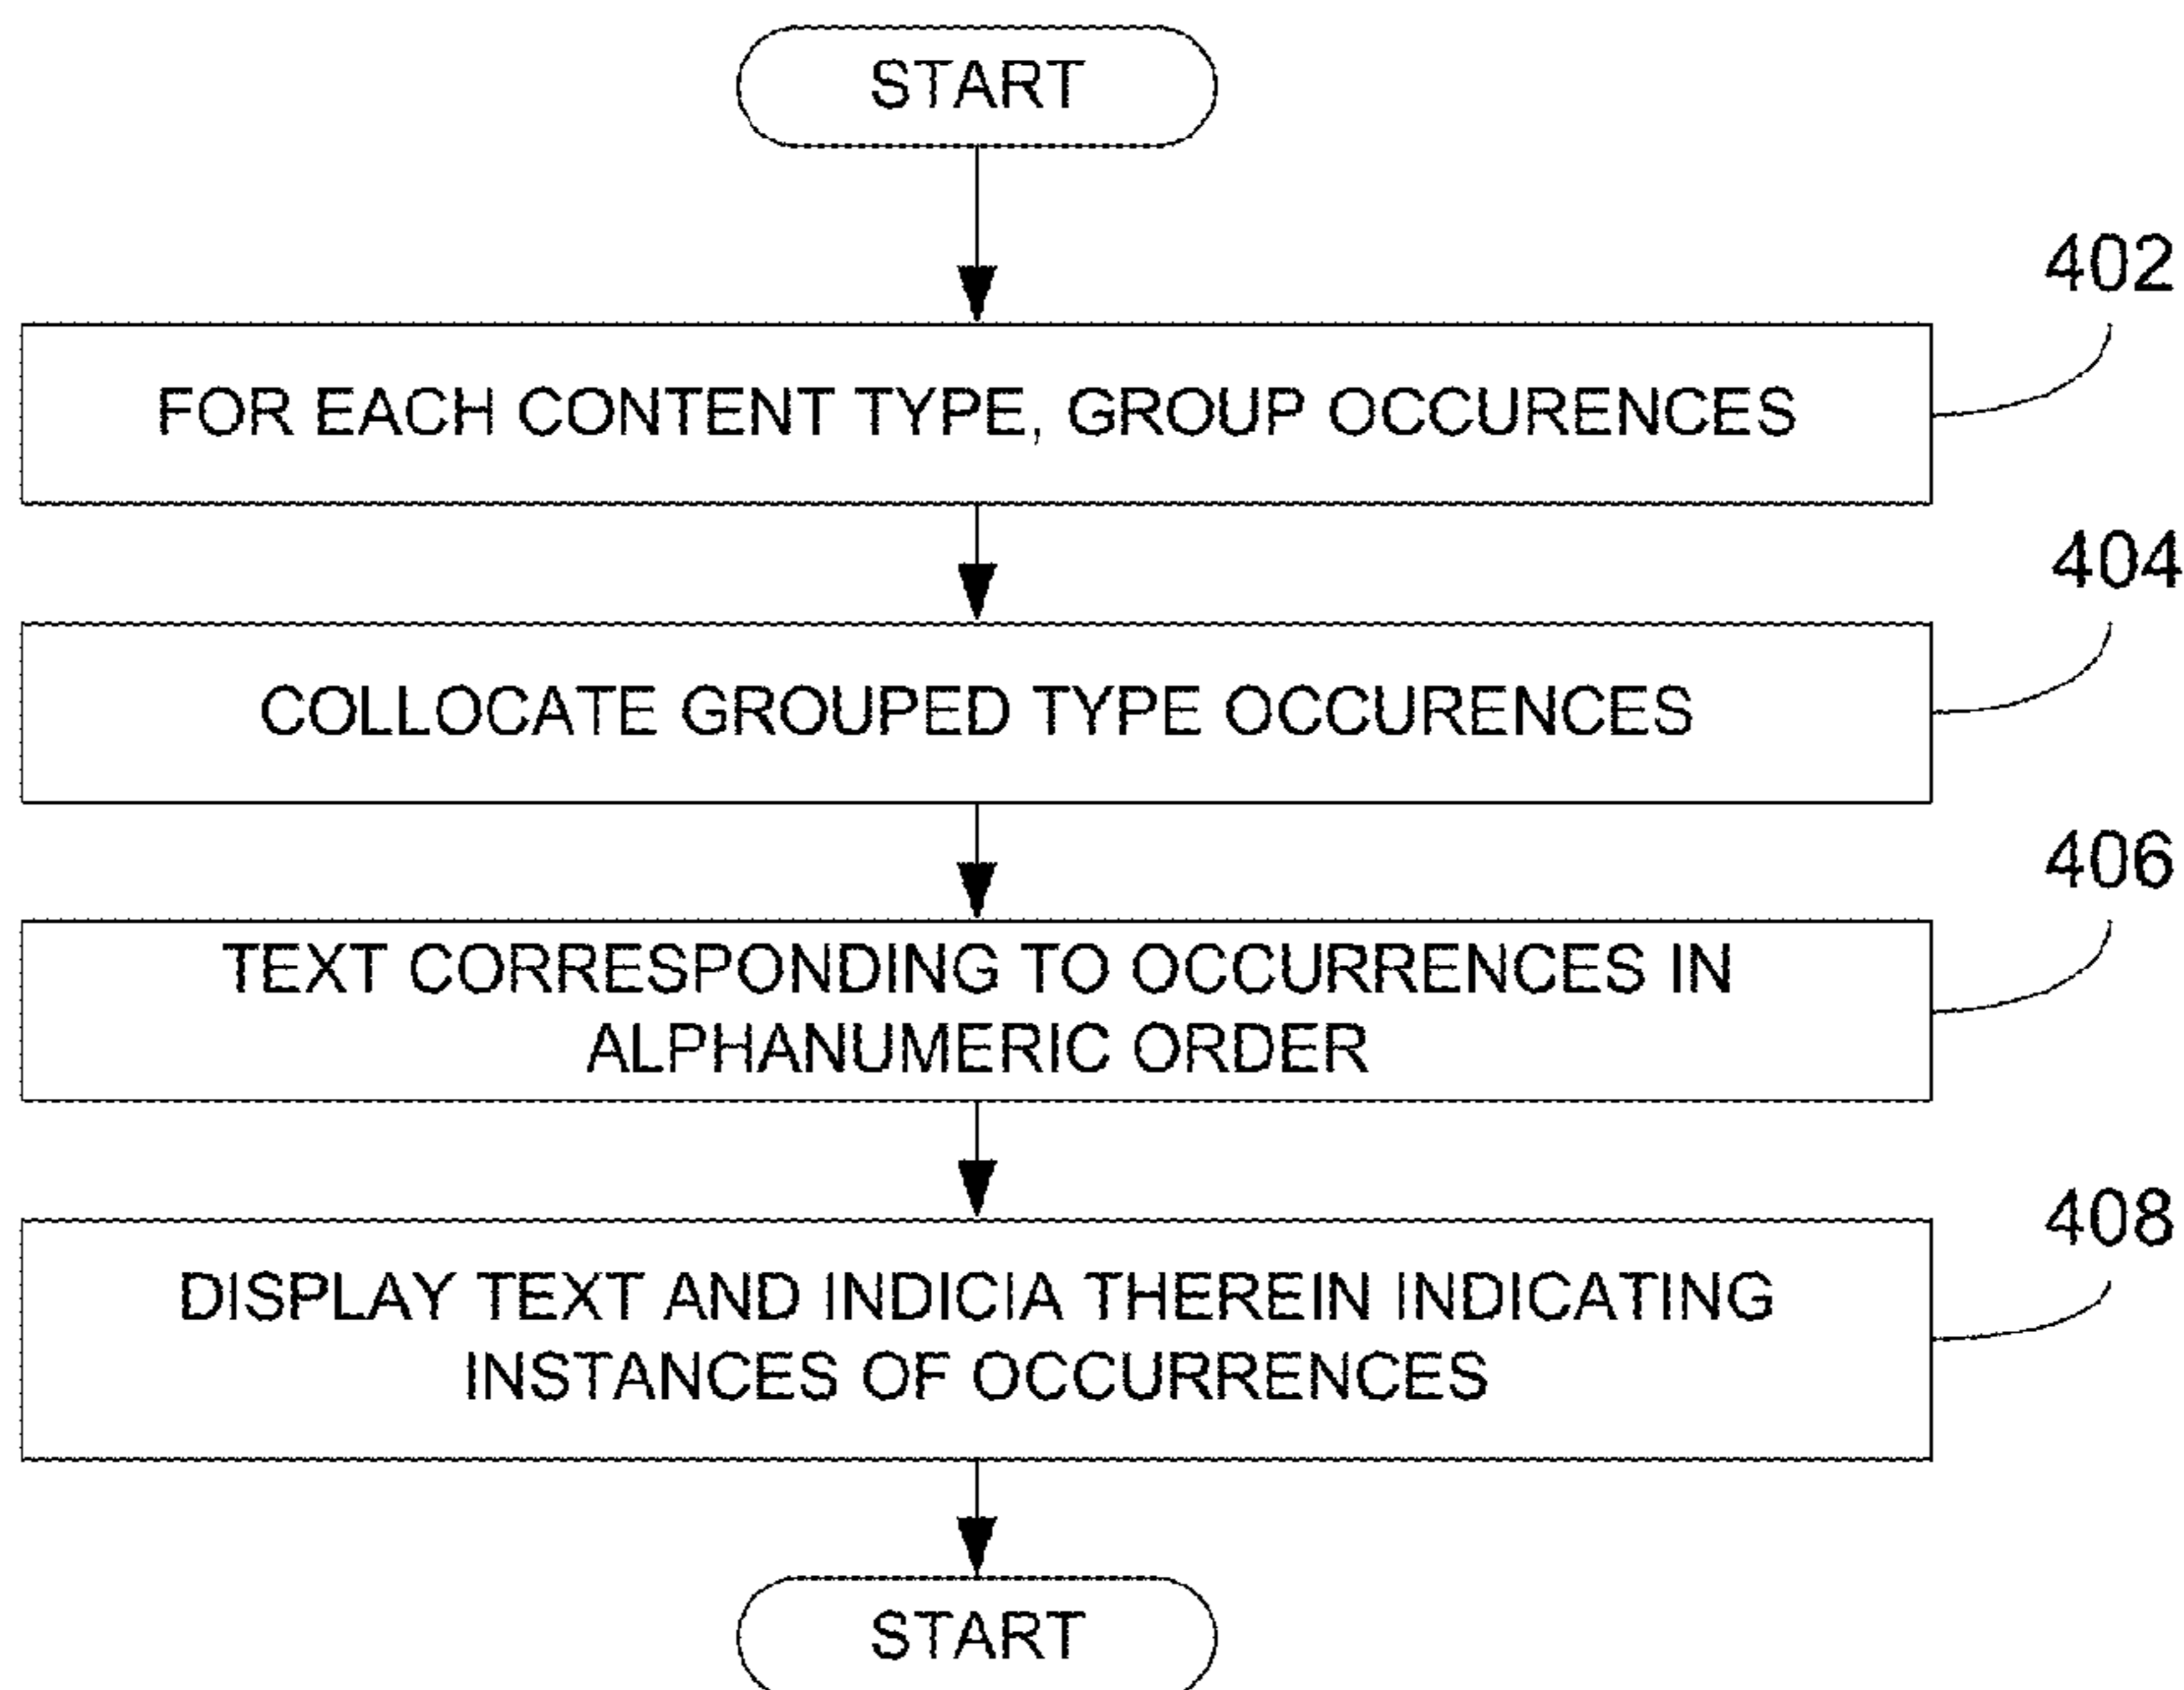 START
402
FOR EACH CONTENT TYPE, GROUP OCCURENCES
404
COLLOCATE GROUPED TYPE OCCURENCES
406
TEXT CORRESPONDING TO OCCURRENCES IN
ALPHANUMERIC ORDER
408
DISPLAY TEXT AND INDICIA THEREIN INDICATING
INSTANCES OF OCCURRENCES
START